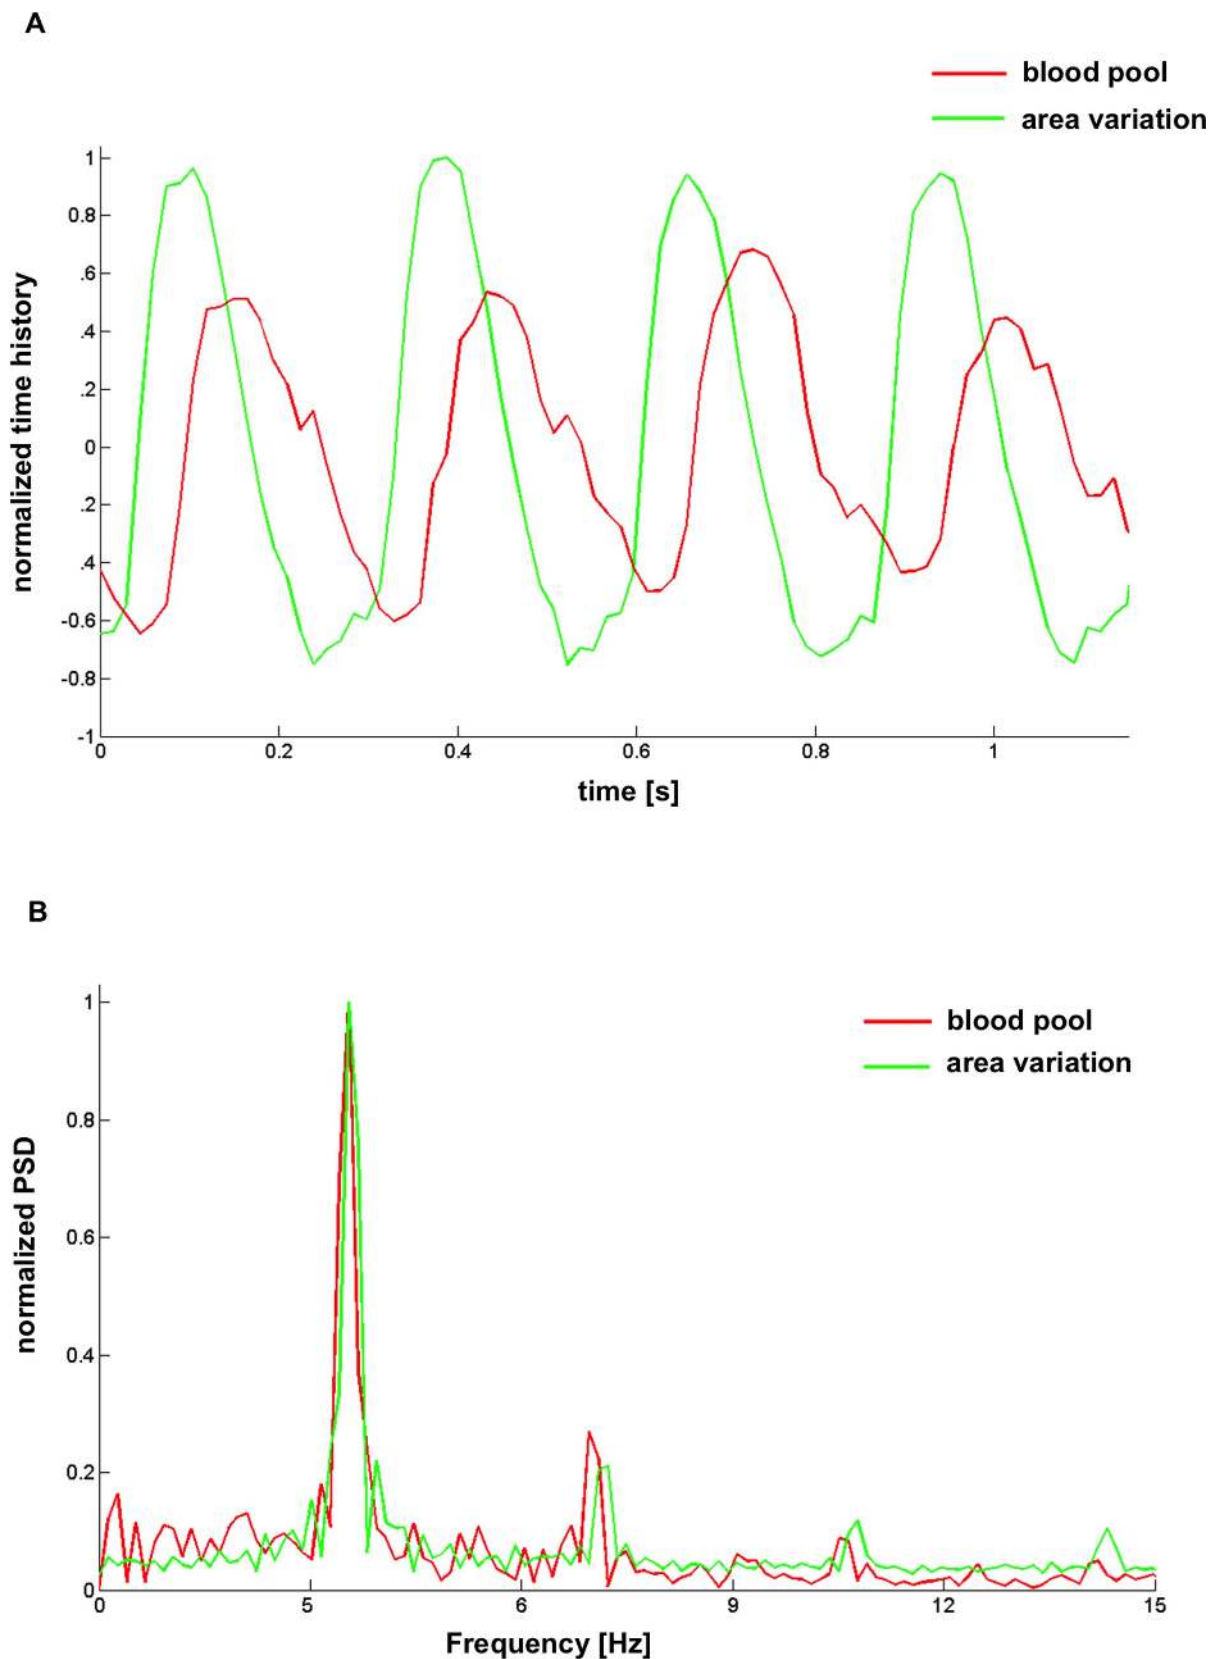 A
blood pool
area variation
normalized time history
1
0.8
.6
.4
.2
0
.2
.4
-0.6
-0.8
-1
0 0.2 0.4 0.6 0.8 1
time [s]
B
blood pool
area variation
normalized PSD
1
0.8
0.6
0.4
0.2
0
0 5 6 9 12 15
Frequency [Hz]